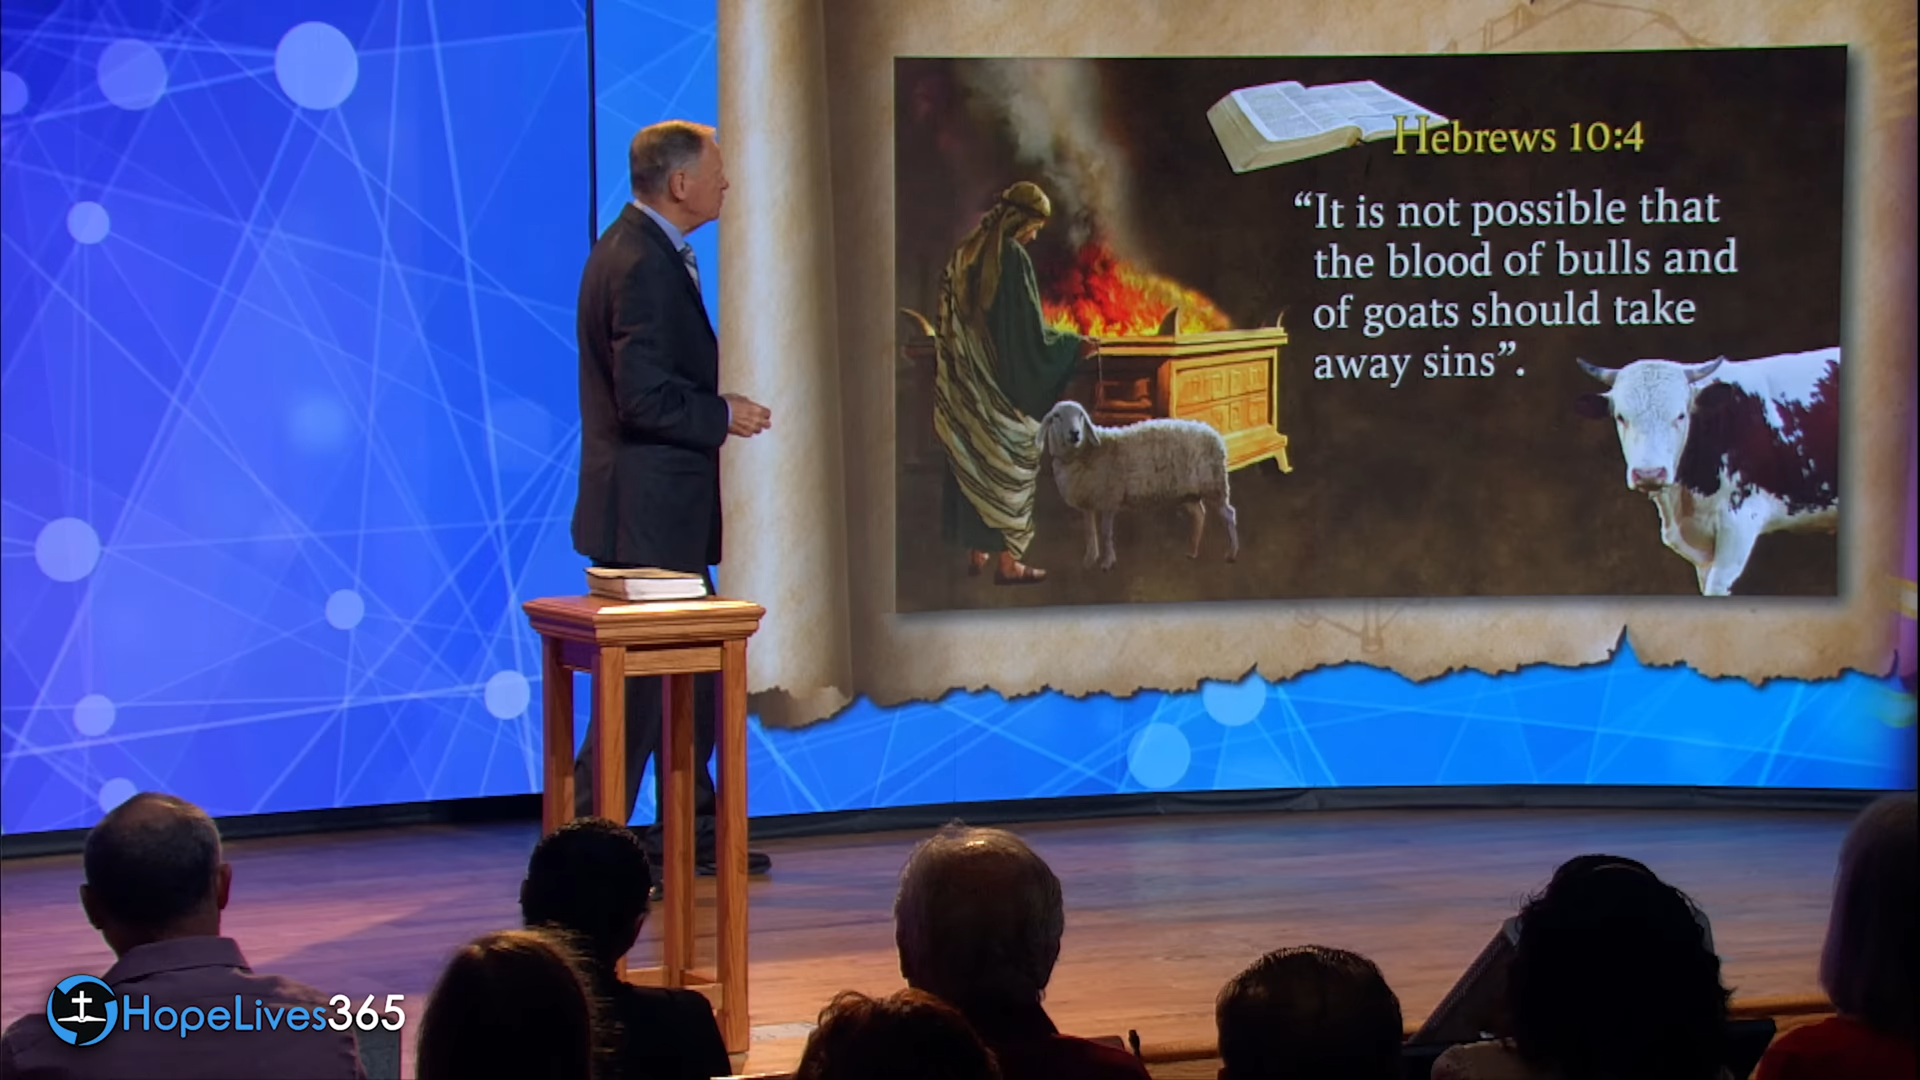 Hebrews 10:4
“It is not possible that
the blood of bulls and
of goats should take
away sins”.
HopeLives365